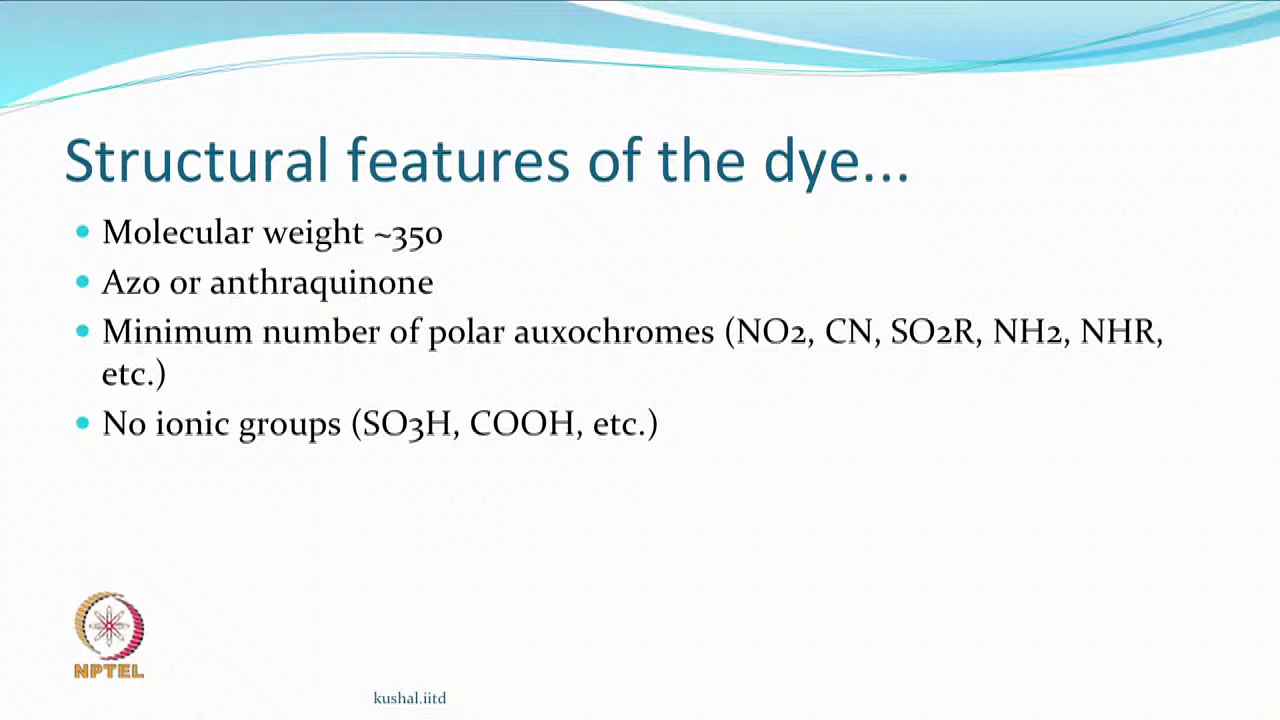 Structural features of the dye...
• Molecular weight ~350
• Azo or anthraquinone
• Minimum number of polar auxochromes (NO2, CN, SO2R, NH2, NHR,
etc.)
• No ionic groups (SO3H, COOH, etc.)
NPTEL
kushal.iitd